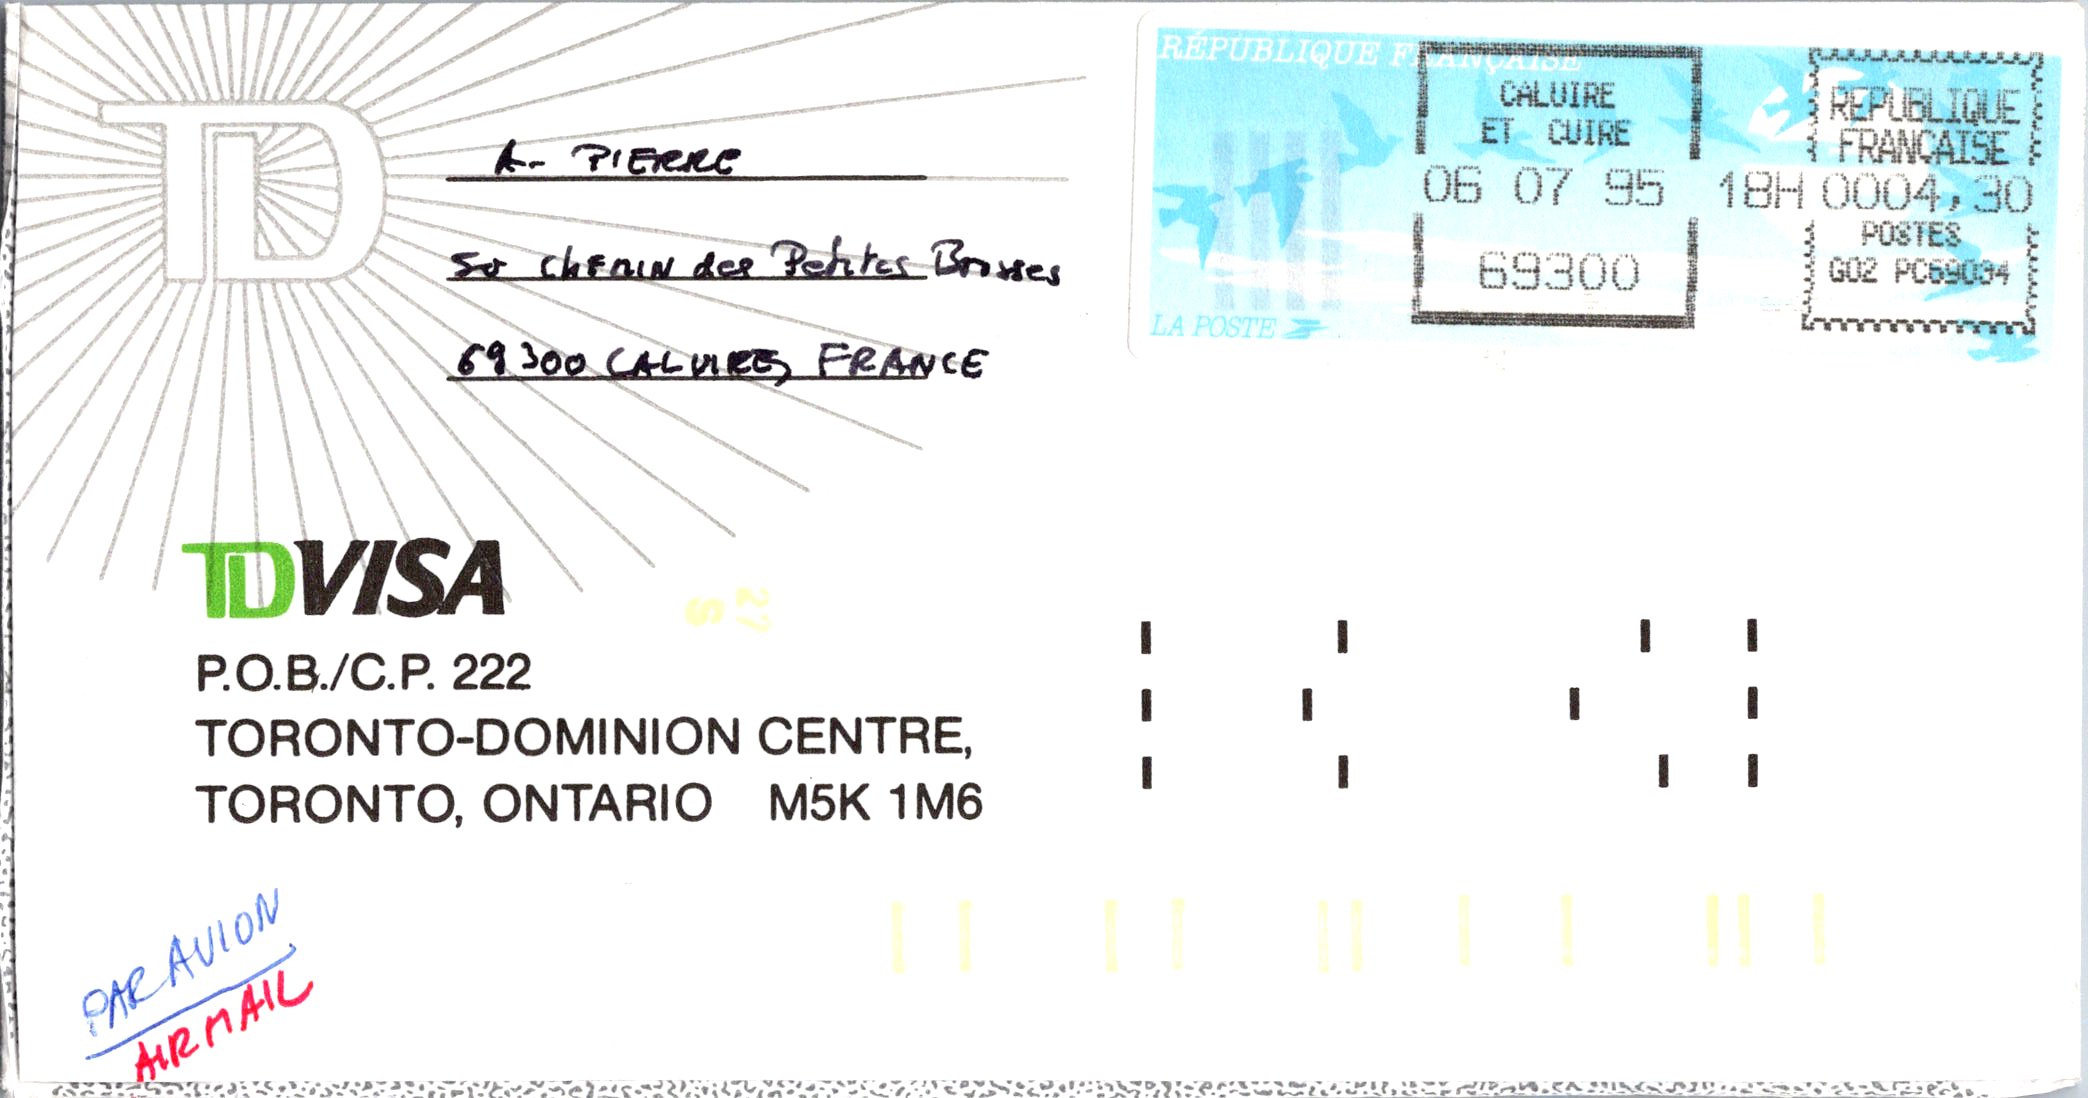 RÉPUBLIQUE FRANÇAISE
CALUIRE
ET CUIRE
06 07 95 18H
69300
REPUBLIQUE
FRANÇAISE
0004,30
POSTES
G02 PC69034
LA POSTE
TD
A- PIERRE
CHEMIN des Petites Brosses
69300 CALUIRE, FRANCE
TD VISA
P.O.B./C.P. 222
TORONTO-DOMINION CENTRE,
TORONTO, ONTARIO M5K 1M6
27
S
PAR AVION
AIRMAIL